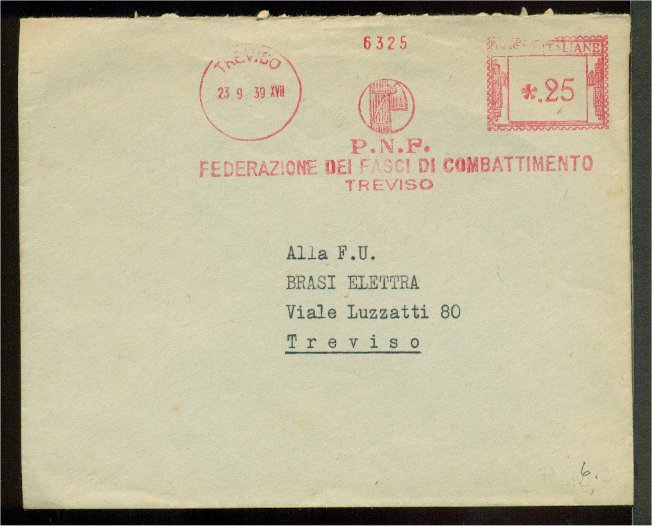 6325
TREVISO
23 9 39 XVII
POSTE ITALIANE
*.25
P.N.F.
FEDERAZIONE DEI FASCI DI COMBATTIMENTO
TREVISO
Alla F.U.
BRASI ELETTRA
Viale Luzzatti 80
Treviso
6.